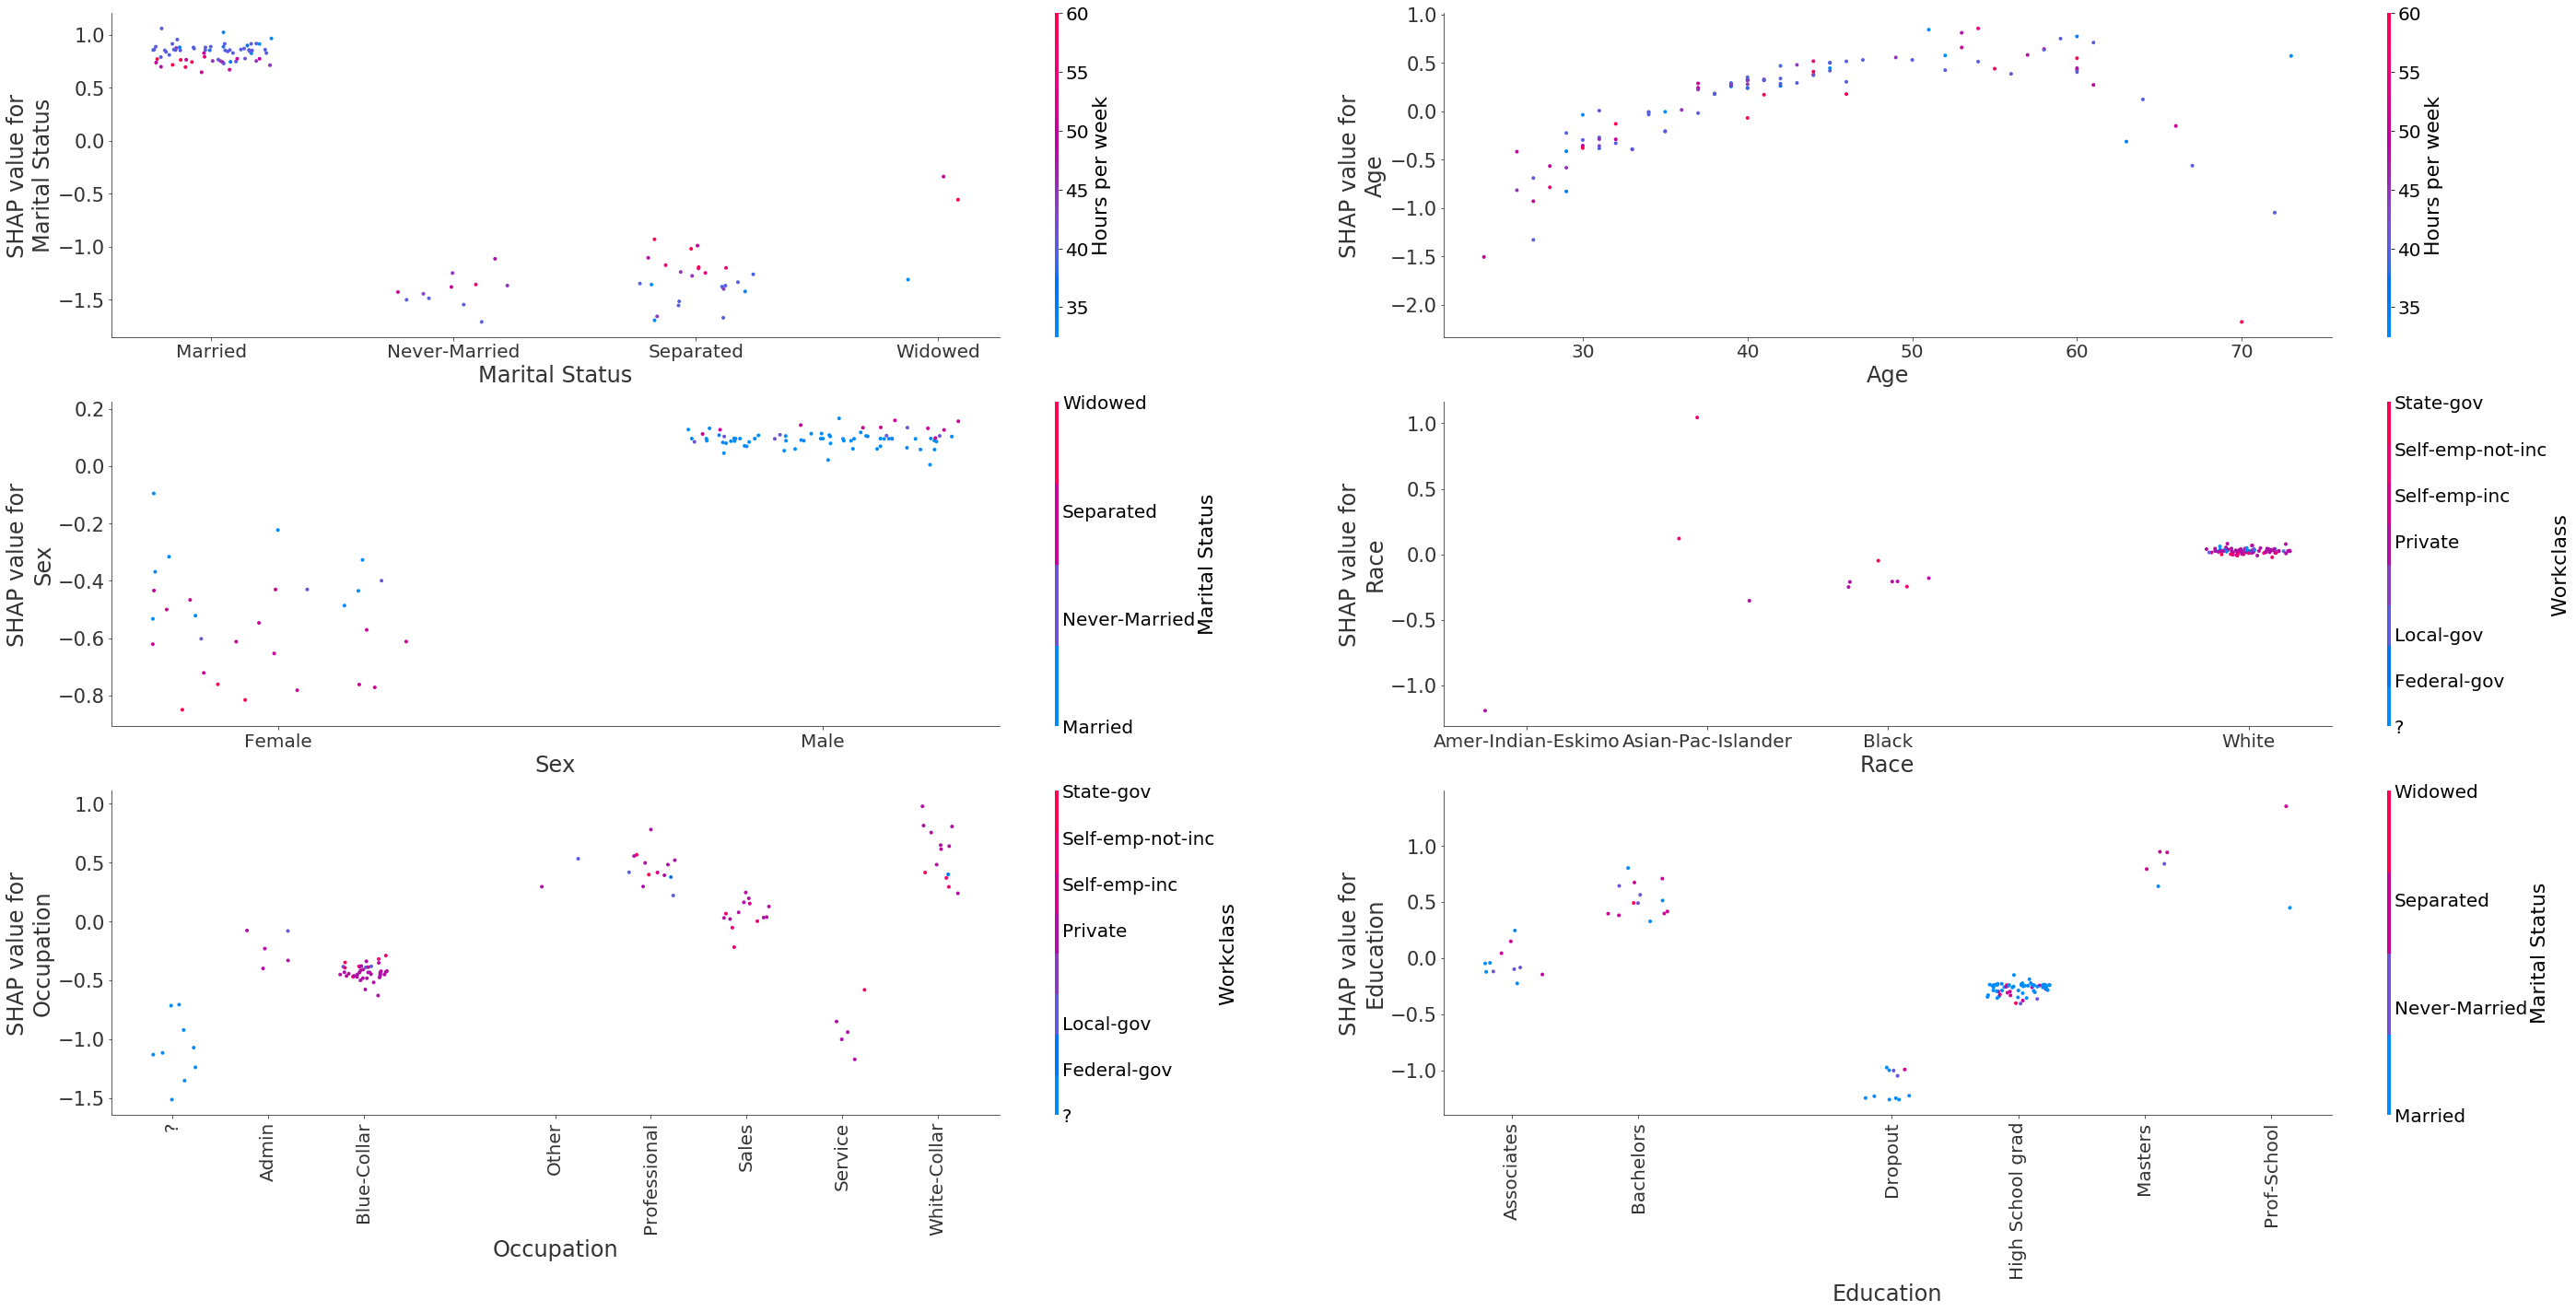 SHAP value for
Marital Status
1.0
0.5
0.0
−0.5
−1.0
−1.5
Married
Never-Married
Separated
Widowed
Marital Status
60
55
50
45
40
35
Hours per week
SHAP value for
Age
1.0
0.5
0.0
−0.5
−1.0
−1.5
−2.0
30
40
50
60
70
Age
60
55
50
45
40
35
Hours per week
SHAP value for
Sex
0.2
0.0
−0.2
−0.4
−0.6
−0.8
Female
Male
Sex
Widowed
Separated
Never-Married
Married
Marital Status
SHAP value for
Race
1.0
0.5
0.0
−0.5
−1.0
Amer-Indian-Eskimo
Asian-Pac-Islander
Black
White
Race
State-gov
Self-emp-not-inc
Self-emp-inc
Private
Local-gov
Federal-gov
?
Workclass
SHAP value for
Occupation
1.0
0.5
0.0
−0.5
−1.0
−1.5
?
Admin
Blue-Collar
Other
Professional
Sales
Service
White-Collar
Occupation
State-gov
Self-emp-not-inc
Self-emp-inc
Private
Local-gov
Federal-gov
?
Workclass
SHAP value for
Education
1.0
0.5
0.0
−0.5
−1.0
Associates
Bachelors
Dropout
High School grad
Masters
Prof-School
Education
Widowed
Separated
Never-Married
Married
Marital Status